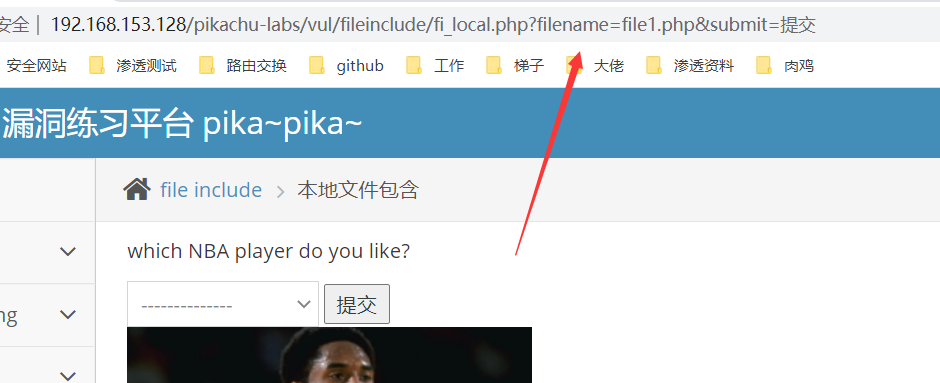 安全 | 192.168.153.128/pikachu-labs/vul/fileinclude/fi_local.php?filename=file1.php&submit=提交
安全网站 渗透测试 路由交换 github 工作 梯子 大佬 渗透资料 肉鸡
漏洞练习平台 pika~pika~
file include > 本地文件包含
which NBA player do you like?
-------------- 提交
ng